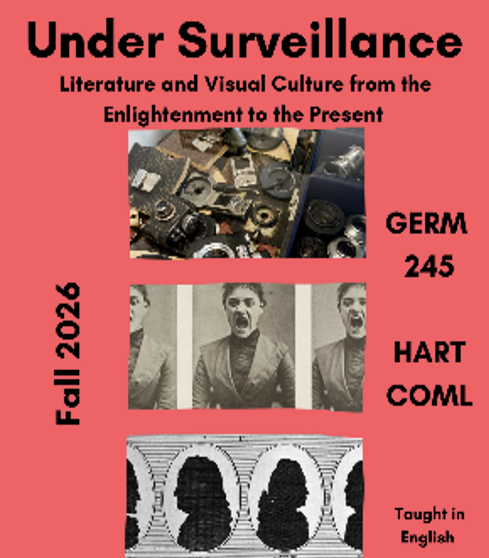 Under Surveillance
Literature and Visual Culture from the
Enlightenment to the Present
GERM
245
Fall 2026
HART
COML
Taught in
English